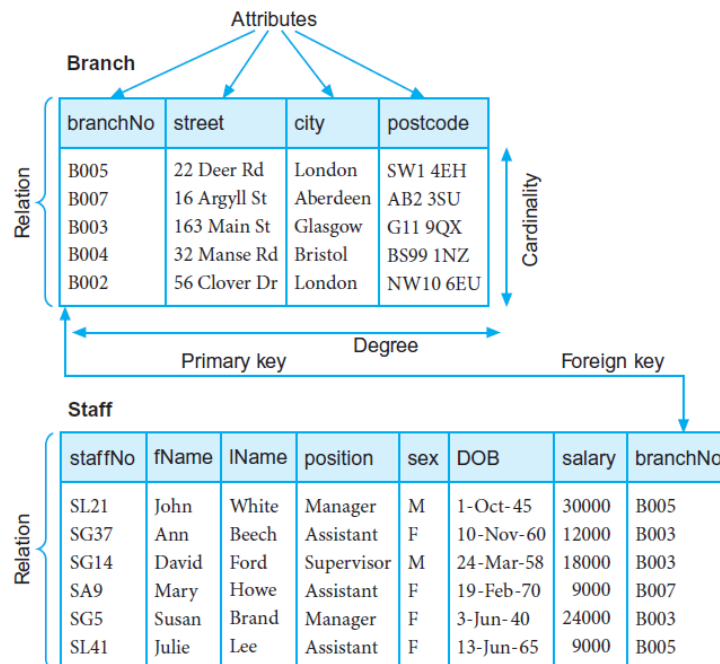 Attributes
Branch
branchNo street city postcode
B005 22 Deer Rd London SW1 4EH
B007 16 Argyll St Aberdeen AB2 3SU
B003 163 Main St Glasgow G11 9QX
B004 32 Manse Rd Bristol BS99 1NZ
B002 56 Clover Dr London NW10 6EU
Relation
Cardinality
Degree
Primary key Foreign key
Staff
staffNo fName lName position sex DOB salary branchNo
SL21 John White Manager M 1-Oct-45 30000 B005
SG37 Ann Beech Assistant F 10-Nov-60 12000 B003
SG14 David Ford Supervisor M 24-Mar-58 18000 B003
SA9 Mary Howe Assistant F 19-Feb-70 9000 B007
SG5 Susan Brand Manager F 3-Jun-40 24000 B003
SL41 Julie Lee Assistant F 13-Jun-65 9000 B005
Relation